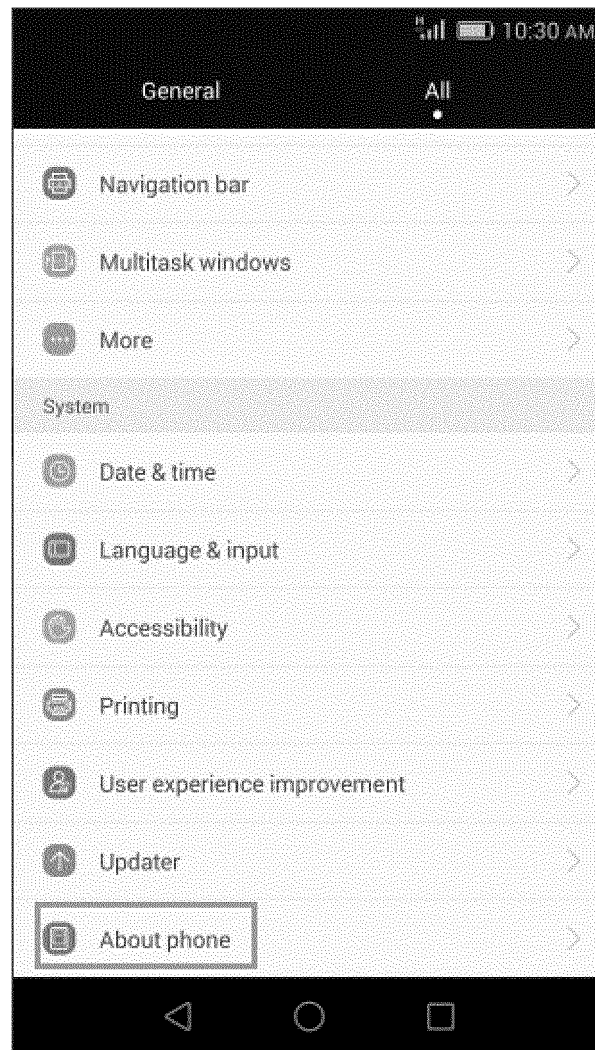 H 10:30 AM
General All
Navigation bar
Multitask windows
More
System
Date & time
Language & input
Accessibility
Printing
User experience improvement
Updater
About phone